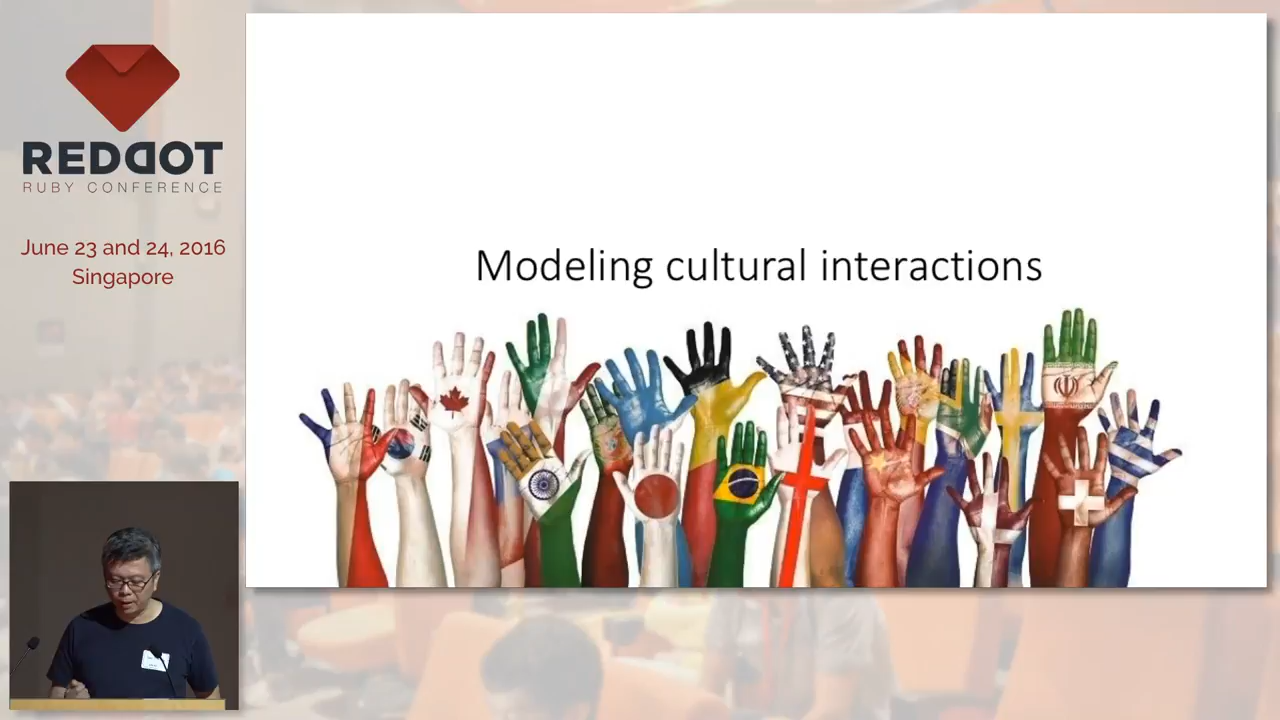 REDDOT
RUBY CONFERENCE
June 23 and 24, 2016
Singapore
Modeling cultural interactions